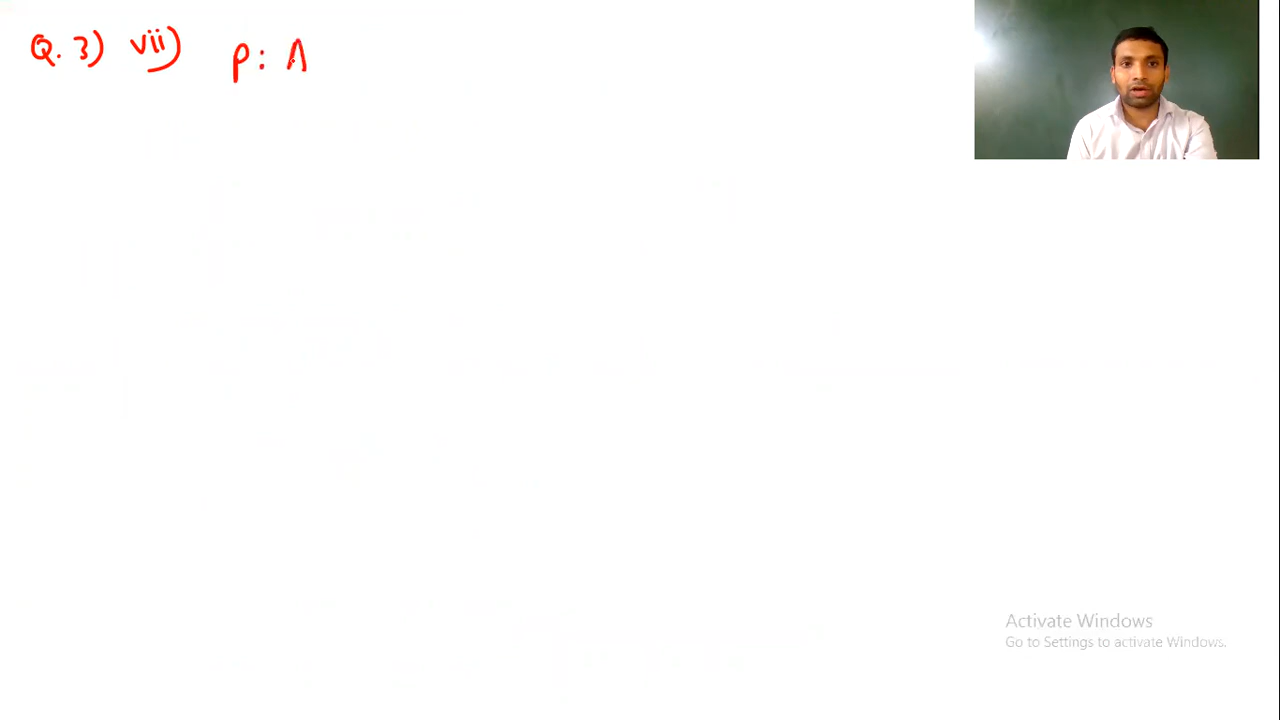 Q. 3) vii) p: A
Activate Windows
Go to Settings to activate Windows.